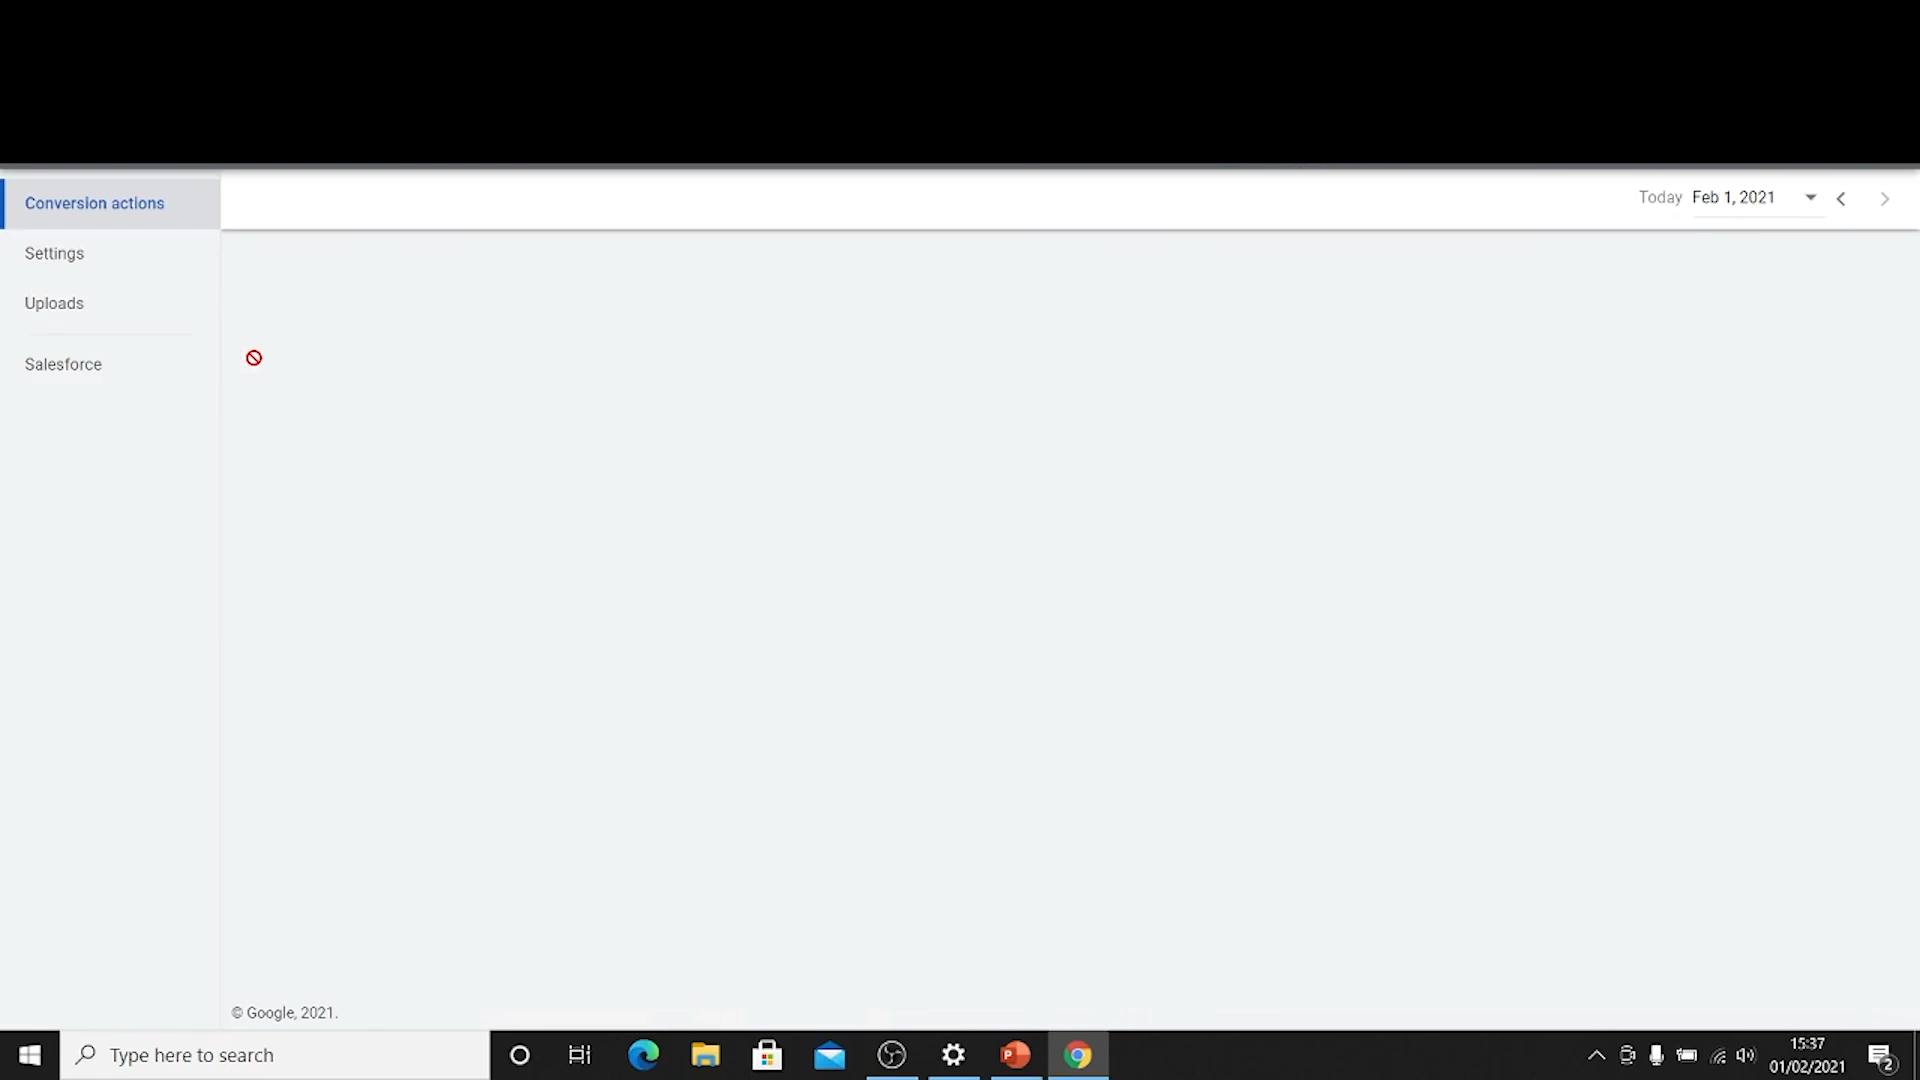 Conversion actions
Today Feb 1, 2021
Settings
Uploads
Salesforce
© Google, 2021.
Type here to search
15:37
01/02/2021
2